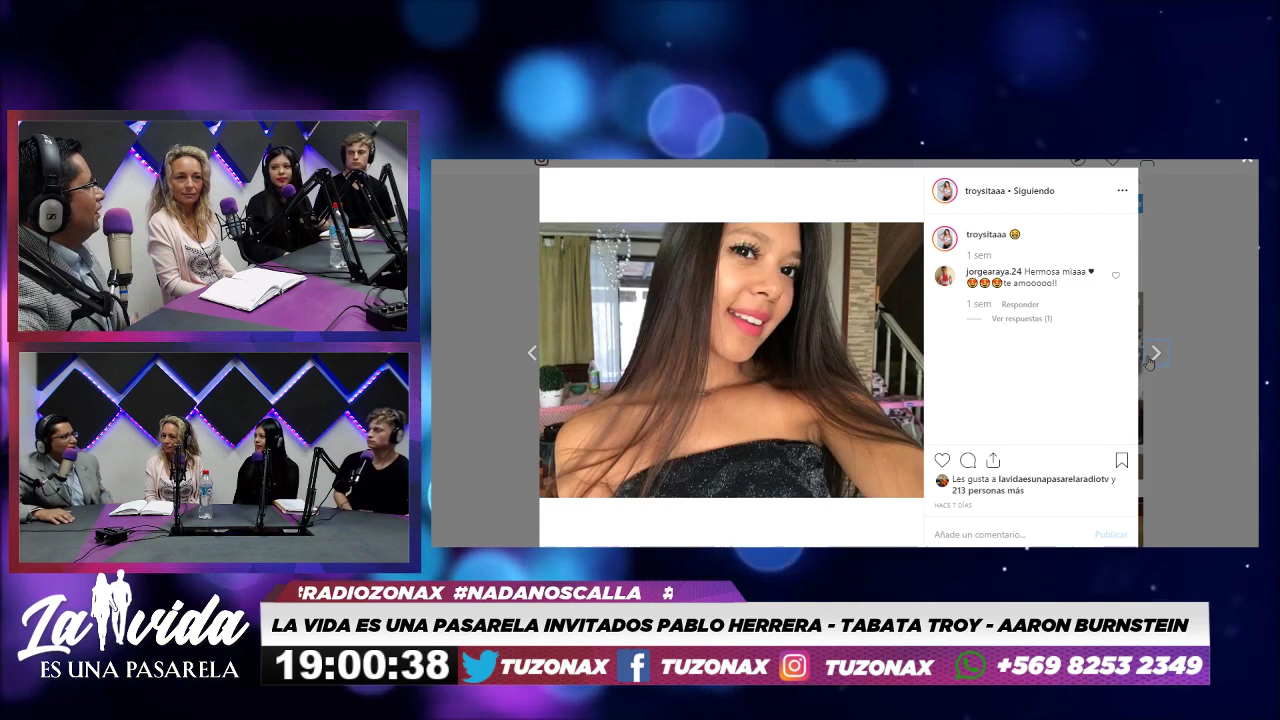 troysitaaa • Siguiendo
troysitaaa 😁
1 sem
jorgearaya.24 Hermosa miaaa ♥
😍😍😍te amooooo!!
1 sem Responder
Ver respuestas (1)
Les gusta a lavidaesunapasarelaradiotv y
213 personas más
HACE 7 DÍAS
Añade un comentario...
Publicar
La vida
ES UNA PASARELA
#RADIOZONAX #NADANOSCALLA #
LA VIDA ES UNA PASARELA INVITADOS PABLO HERRERA - TABATA TROY - AARON BURNSTEIN
19:00:38 TUZONAX TUZONAX TUZONAX +569 8253 2349